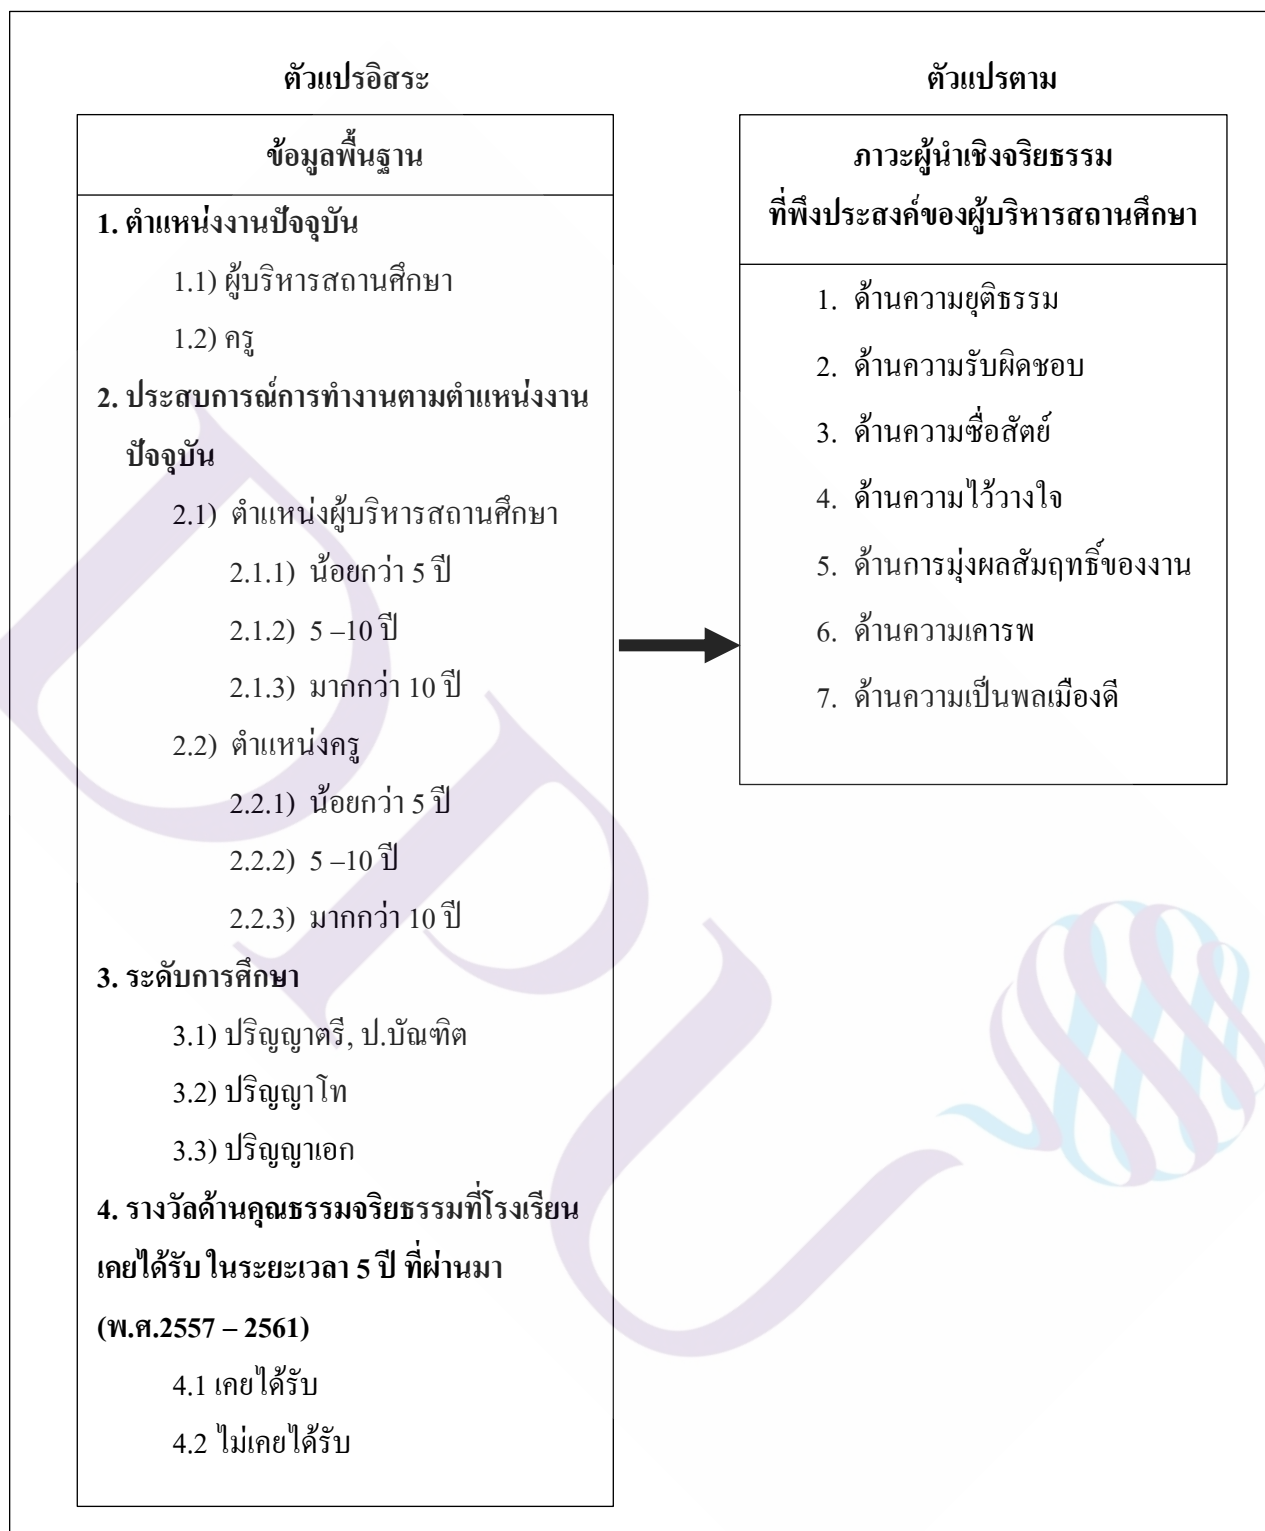 ตัวแปรอิสระ
ข้อมูลพื้นฐาน
1. ตำแหน่งงานปัจจุบัน
1.1) ผู้บริหารสถานศึกษา
1.2) ครู
2. ประสบการณ์การทำงานตามตำแหน่งงาน
ปัจจุบัน
2.1) ตำแหน่งผู้บริหารสถานศึกษา
2.1.1) น้อยกว่า 5 ปี
2.1.2) 5 –10 ปี
2.1.3) มากกว่า 10 ปี
2.2) ตำแหน่งครู
2.2.1) น้อยกว่า 5 ปี
2.2.2) 5 –10 ปี
2.2.3) มากกว่า 10 ปี
3. ระดับการศึกษา
3.1) ปริญญาตรี, ป.บัณฑิต
3.2) ปริญญาโท
3.3) ปริญญาเอก
4. รางวัลด้านคุณธรรมจริยธรรมที่โรงเรียน
เคยได้รับ ในระยะเวลา 5 ปี ที่ผ่านมา
(พ.ศ.2557 – 2561)
4.1 เคยได้รับ
4.2 ไม่เคยได้รับ
ตัวแปรตาม
ภาวะผู้นำเชิงจริยธรรม
ที่พึงประสงค์ของผู้บริหารสถานศึกษา
1. ด้านความยุติธรรม
2. ด้านความรับผิดชอบ
3. ด้านความซื่อสัตย์
4. ด้านความไว้วางใจ
5. ด้านการมุ่งผลสัมฤทธิ์ของงาน
6. ด้านความเคารพ
7. ด้านความเป็นพลเมืองดี
DPU